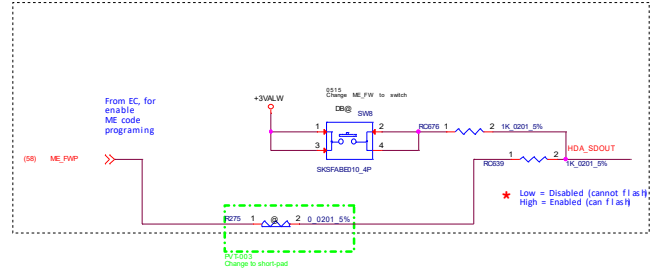 0515
Change ME_FW to switch
+3VALW
DB@
SW8
From EC, for
enable
ME code
programing
1
2
3
4
RC676 1 2 1K_0201_5%
SKSFABE010_4P
HDA_SDOUT
(58) ME_FWP
RC639 1 2 1K_0201_5%
* Low = Disabled (cannot flash)
High = Enabled (can flash)
R275 1 @ 2 0_0201_5%
PVT-003
Change to short-pad